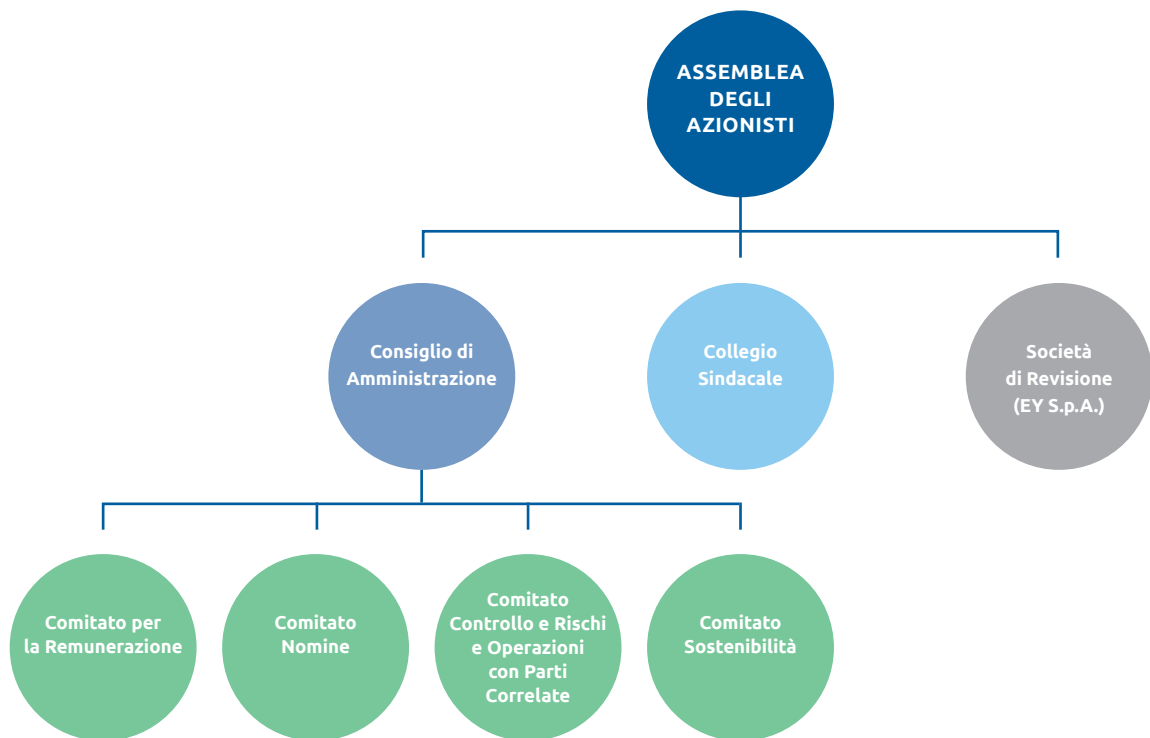 ASSEMBLEA
DEGLI
AZIONISTI
Consiglio di
Amministrazione
Collegio
Sindacale
Società
di Revisione
(EY S.p.A.)
Comitato per
la Remunerazione
Comitato
Nomine
Comitato
Controllo e Rischi
e Operazioni
con Parti
Correlate
Comitato
Sostenibilità